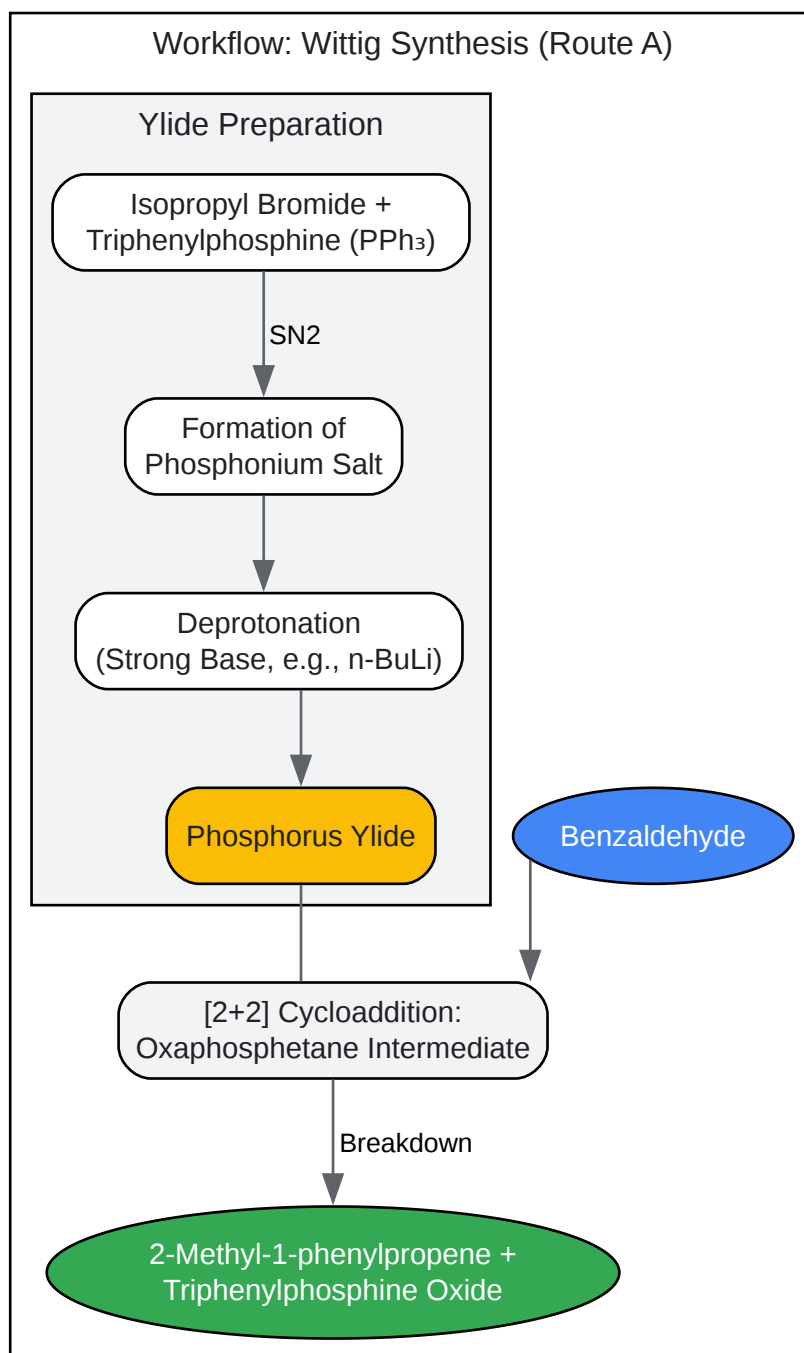 Workflow: Wittig Synthesis (Route A)
Ylide Preparation
Isopropyl Bromide +
Triphenylphosphine (PPh₃)
SN2
Formation of
Phosphonium Salt
Deprotonation
(Strong Base, e.g., n-BuLi)
Phosphorus Ylide
Benzaldehyde
[2+2] Cycloaddition:
Oxaphosphetane Intermediate
Breakdown
2-Methyl-1-phenylpropene +
Triphenylphosphine Oxide